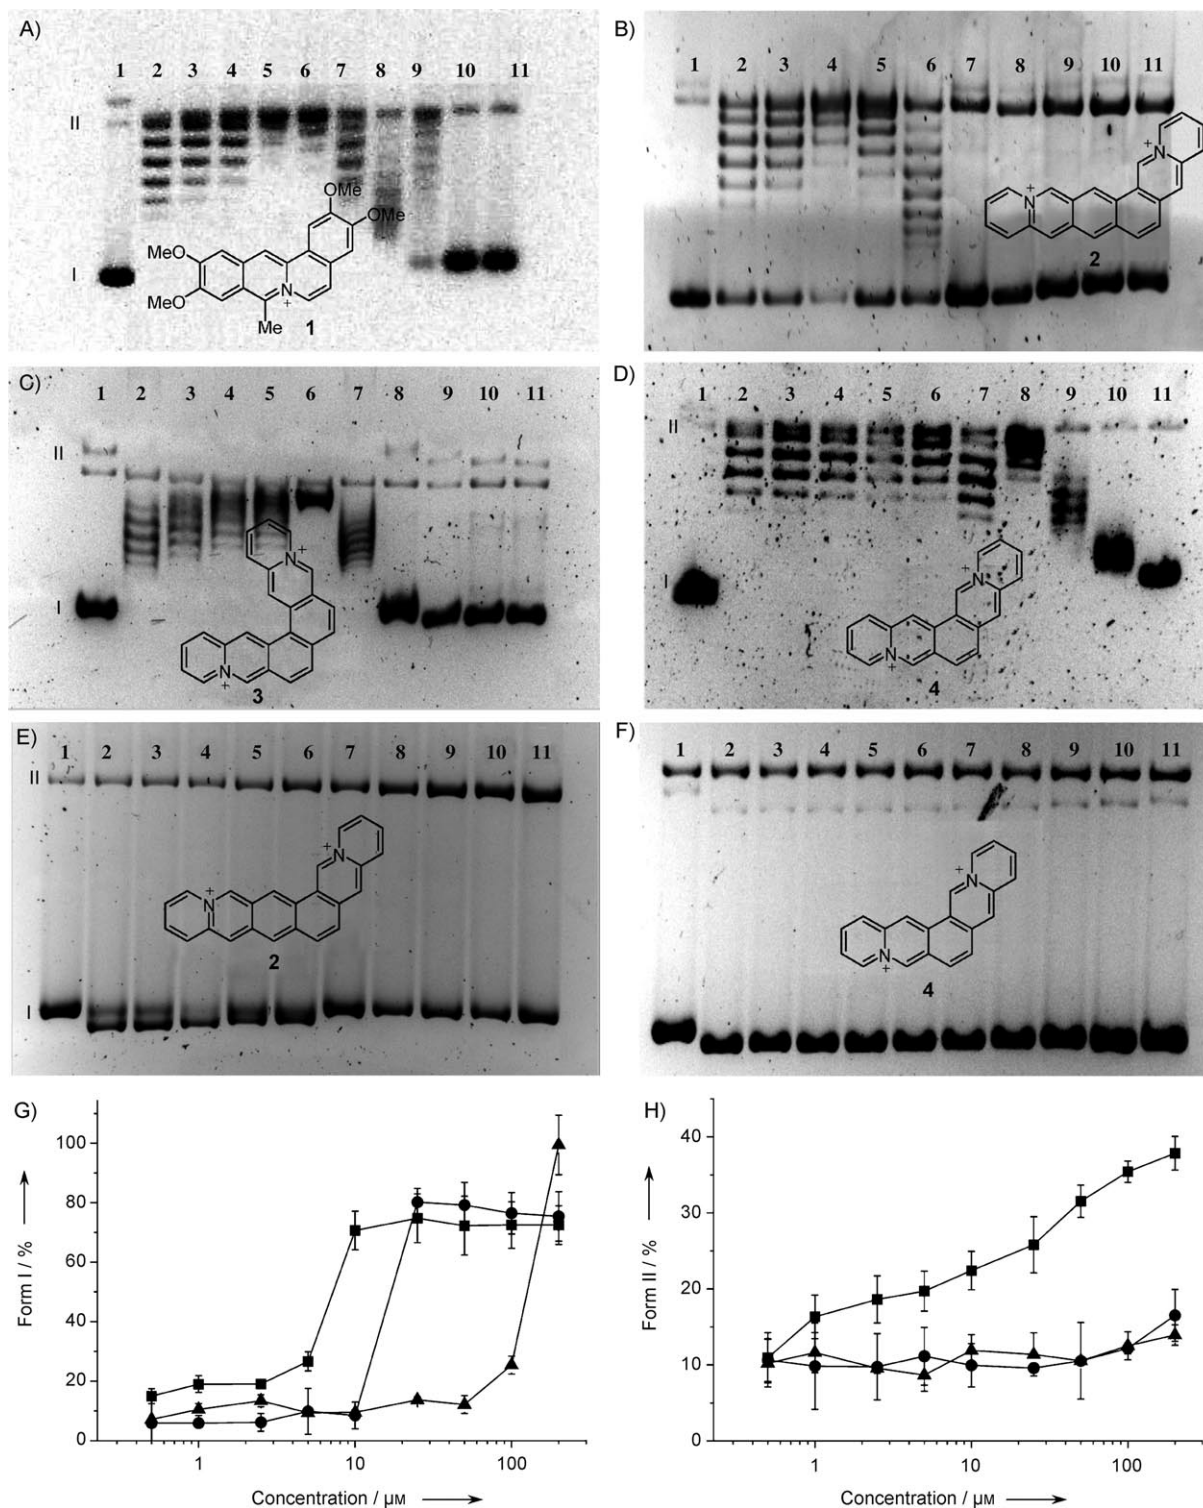 A)
1 2 3 4 5 6 7 8 9 10 11
II
I
OMe
OMe
MeO
MeO
N
+
Me
1
B)
1 2 3 4 5 6 7 8 9 10 11
+
N
+
N
2
C)
1 2 3 4 5 6 7 8 9 10 11
II
I
+
N
N
+
3
D)
1 2 3 4 5 6 7 8 9 10 11
II
I
+
N
N
+
4
E)
1 2 3 4 5 6 7 8 9 10 11
II
I
+
N
+
N
2
F)
1 2 3 4 5 6 7 8 9 10 11
+
N
N
+
4
G)
Form I / %
100
80
60
40
20
0
1 10 100
Concentration / μM
H)
Form II / %
40
30
20
10
0
1 10 100
Concentration / μM